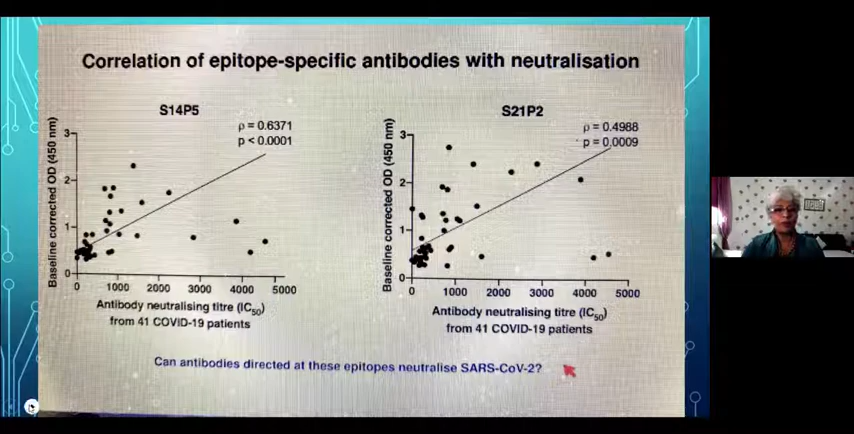 Correlation of epitope-specific antibodies with neutralisation
S14P5
ρ = 0.6371
p < 0.0001
Baseline corrected OD (450 nm)
3
2
1
0
0 1000 2000 3000 4000 5000
Antibody neutralising titre (IC50)
from 41 COVID-19 patients
S21P2
ρ = 0.4988
p = 0.0009
Baseline corrected OD (450 nm)
3
2
1
0
0 1000 2000 3000 4000 5000
Antibody neutralising titre (IC50)
from 41 COVID-19 patients
Can antibodies directed at these epitopes neutralise SARS-CoV-2?